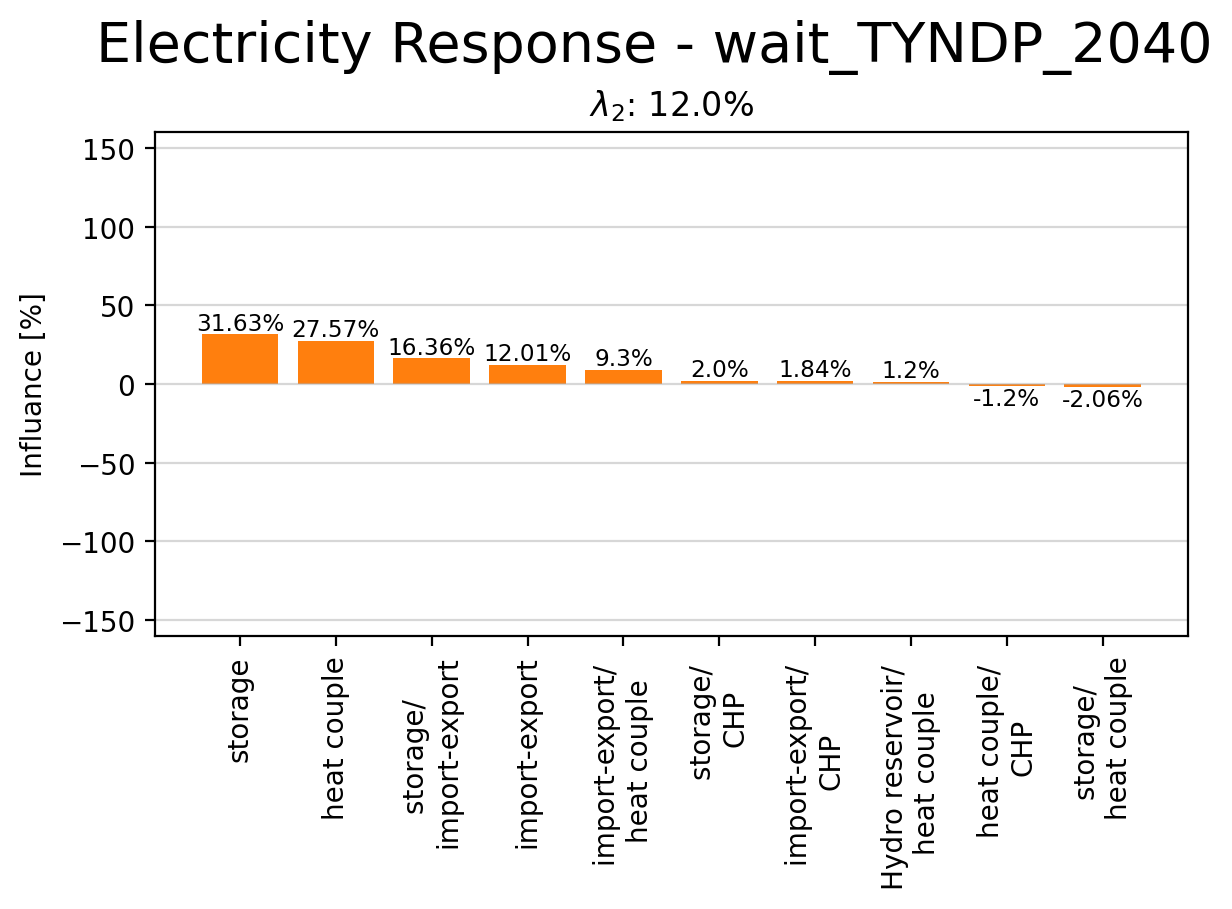 Electricity Response - wait_TYNDP_2040
λ₂: 12.0%
Influance [%]
150
100
50
0
−50
−100
−150
31.63%
27.57%
16.36%
12.01%
9.3%
2.0%
1.84%
1.2%
-1.2%
-2.06%
storage
heat couple
storage/
import-export
import-export
import-export/
heat couple
storage/
CHP
import-export/
CHP
Hydro reservoir/
heat couple
heat couple/
CHP
storage/
heat couple